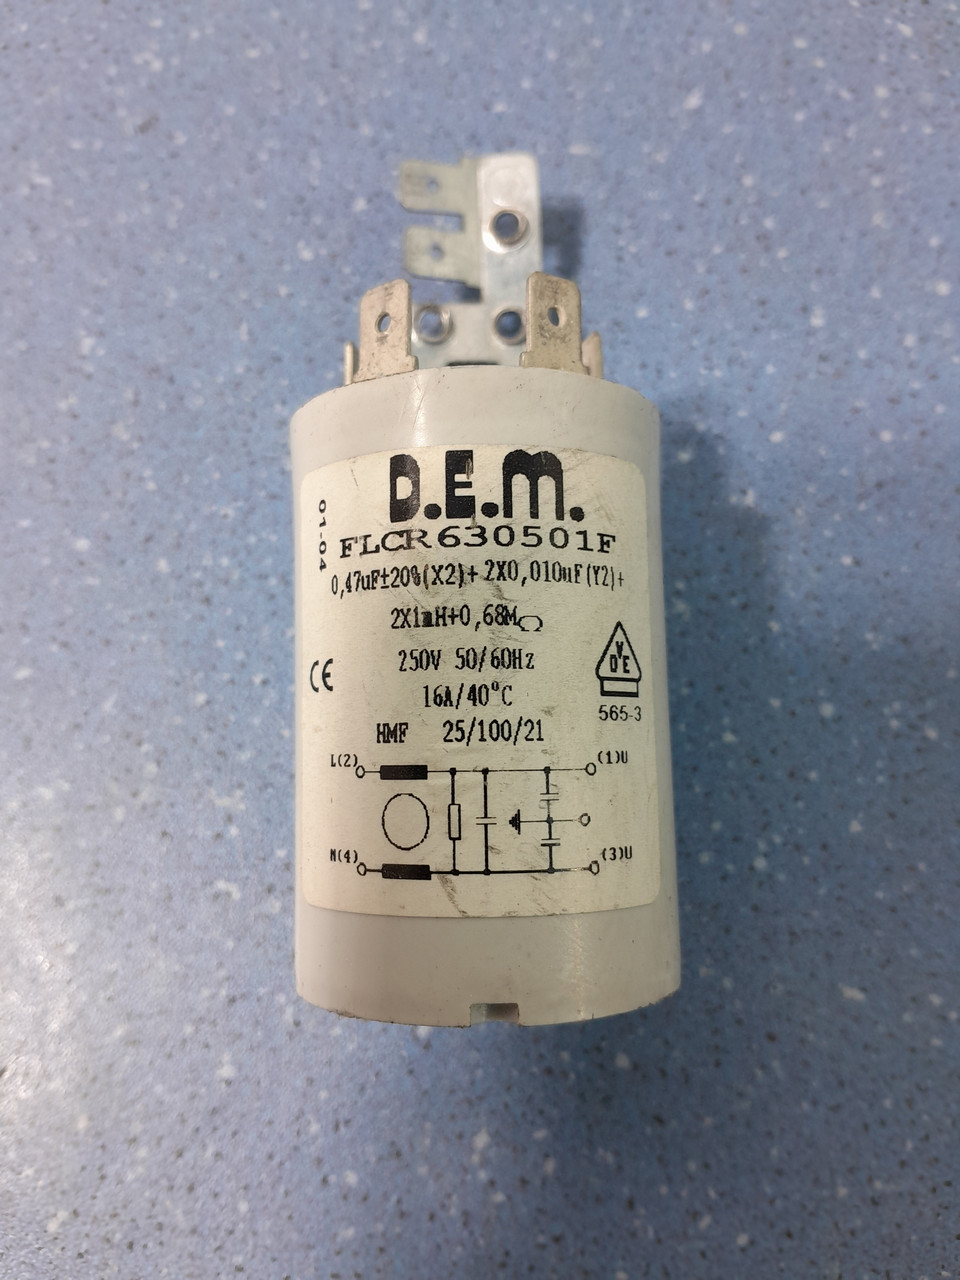 D.E.M.
01-04
FLCR630501F
0,47uF±20%(X2)+2X0,010uF(Y2)+
2X1mH+0,68MΩ
250V 50/60Hz
16A/40°C
HMF 25/100/21
CE
VDE
565-3
L(2)
(1)U
N(4)
(3)U